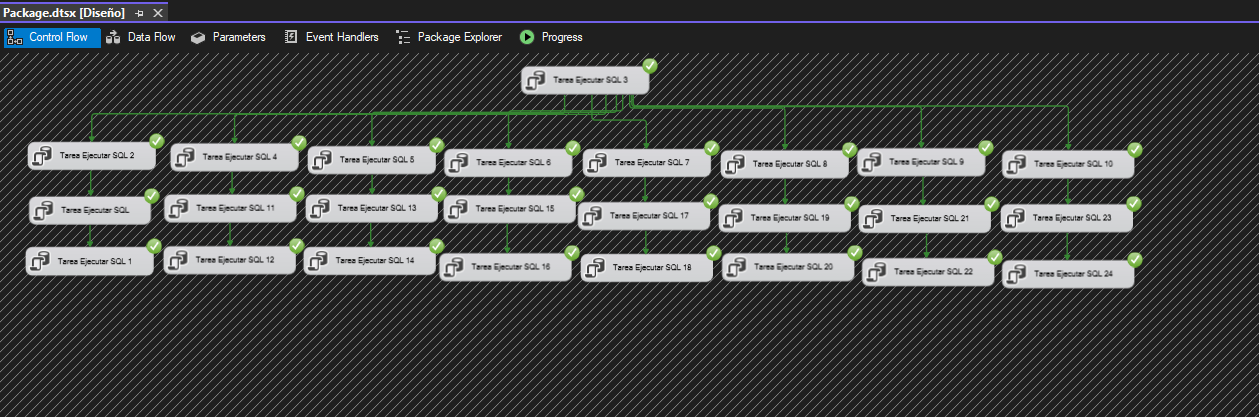 Package.dtsx [Diseño]
Control Flow Data Flow Parameters Event Handlers Package Explorer Progress
Tarea Ejecutar SQL 3
Tarea Ejecutar SQL 2 Tarea Ejecutar SQL 4 Tarea Ejecutar SQL 5 Tarea Ejecutar SQL 6 Tarea Ejecutar SQL 7 Tarea Ejecutar SQL 8 Tarea Ejecutar SQL 9 Tarea Ejecutar SQL 10
Tarea Ejecutar SQL Tarea Ejecutar SQL 11 Tarea Ejecutar SQL 13 Tarea Ejecutar SQL 15 Tarea Ejecutar SQL 17 Tarea Ejecutar SQL 19 Tarea Ejecutar SQL 21 Tarea Ejecutar SQL 23
Tarea Ejecutar SQL 1 Tarea Ejecutar SQL 12 Tarea Ejecutar SQL 14 Tarea Ejecutar SQL 16 Tarea Ejecutar SQL 18 Tarea Ejecutar SQL 20 Tarea Ejecutar SQL 22 Tarea Ejecutar SQL 24